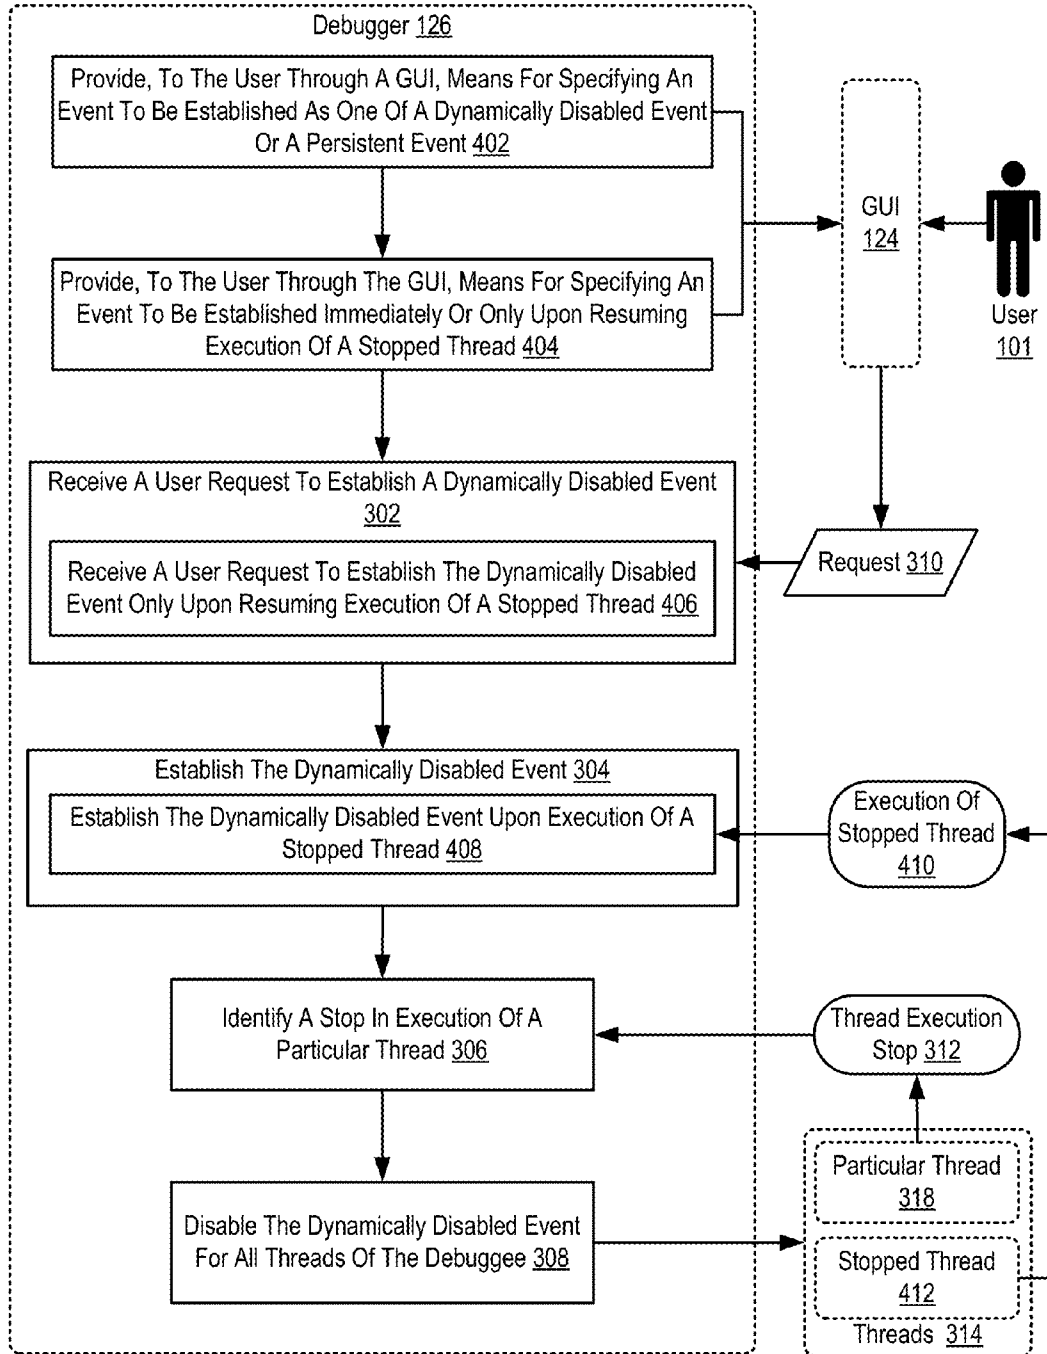 Debugger 126
Provide, To The User Through A GUI, Means For Specifying An
Event To Be Established As One Of A Dynamically Disabled Event
Or A Persistent Event 402
GUI
124
User
101
Provide, To The User Through The GUI, Means For Specifying An
Event To Be Established Immediately Or Only Upon Resuming
Execution Of A Stopped Thread 404
Receive A User Request To Establish A Dynamically Disabled Event
302
Receive A User Request To Establish The Dynamically Disabled
Event Only Upon Resuming Execution Of A Stopped Thread 406
Request 310
Establish The Dynamically Disabled Event 304
Establish The Dynamically Disabled Event Upon Execution Of A
Stopped Thread 408
Execution Of
Stopped Thread
410
Identify A Stop In Execution Of A
Particular Thread 306
Thread Execution
Stop 312
Disable The Dynamically Disabled Event
For All Threads Of The Debuggee 308
Particular Thread
318
Stopped Thread
412
Threads 314